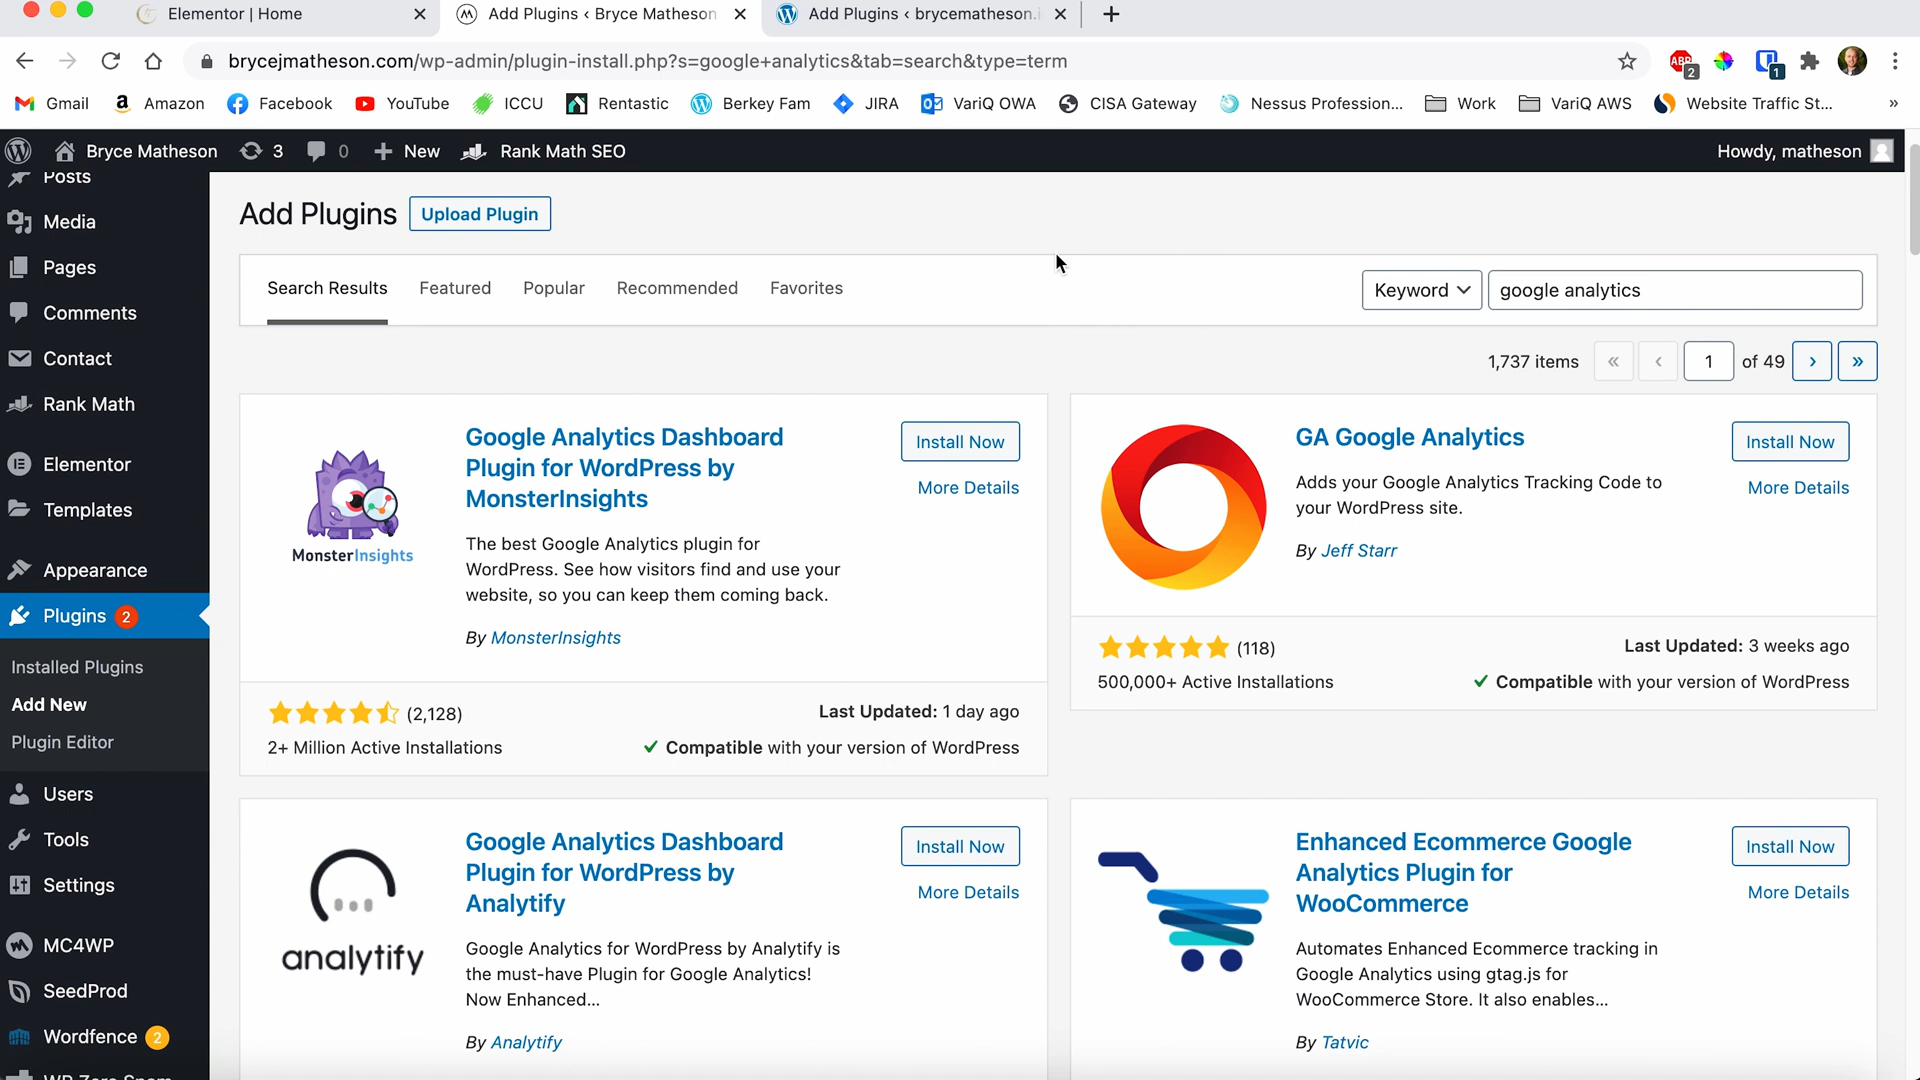 Elementor | Home
Add Plugins ‹ Bryce Matheson
Add Plugins ‹ brycematheson.i
brycejmatheson.com/wp-admin/plugin-install.php?s=google+analytics&tab=search&type=term
ABP
2
1
Gmail
Amazon
Facebook
YouTube
ICCU
Rentastic
Berkey Fam
JIRA
VariQ OWA
CISA Gateway
Nessus Profession...
Work
VariQ AWS
Website Traffic St...
»
Bryce Matheson
3
0
New
Rank Math SEO
Howdy, matheson
Posts
Media
Pages
Comments
Contact
Rank Math
Elementor
Templates
Appearance
Plugins 2
Installed Plugins
Add New
Plugin Editor
Users
Tools
Settings
MC4WP
SeedProd
Wordfence 2
Add Plugins
Upload Plugin
Search Results
Featured
Popular
Recommended
Favorites
Keyword
google analytics
1,737 items
«
‹
1
of 49
›
»
MonsterInsights
Google Analytics Dashboard
Plugin for WordPress by
MonsterInsights
The best Google Analytics plugin for
WordPress. See how visitors find and use your
website, so you can keep them coming back.
By MonsterInsights
Install Now
More Details
(2,128)
2+ Million Active Installations
Last Updated: 1 day ago
Compatible with your version of WordPress
GA Google Analytics
Adds your Google Analytics Tracking Code to
your WordPress site.
By Jeff Starr
Install Now
More Details
(118)
500,000+ Active Installations
Last Updated: 3 weeks ago
Compatible with your version of WordPress
analytify
Google Analytics Dashboard
Plugin for WordPress by
Analytify
Google Analytics for WordPress by Analytify is
the must-have Plugin for Google Analytics!
Now Enhanced...
By Analytify
Install Now
More Details
Enhanced Ecommerce Google
Analytics Plugin for
WooCommerce
Automates Enhanced Ecommerce tracking in
Google Analytics using gtag.js for
WooCommerce Store. It also enables...
By Tatvic
Install Now
More Details